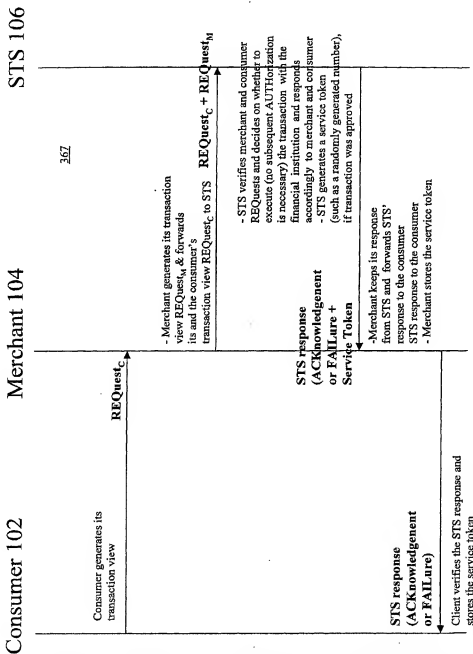 Consumer 102
Merchant 104
STS 106
367
Consumer generates its
transaction view
REQuest_C
- Merchant generates its transaction
view REQuest_M & forwards
its and the consumer's
transaction view REQuest_C to STS
REQuest_C + REQuest_M
- STS verifies merchant and consumer
REQuests and decides on whether to
execute (no subsequent AUTHorization
is necessary) the transaction with the
financial institution and responds
accordingly to merchant and consumer
- STS generates a service token
(such as a randomly generated number),
if transaction was approved
STS response
(ACKnowledgenent
or FAILure +
Service Token
-Merchant keeps its response
from STS and forwards STS'
response to the consumer
STS response to the consumer
- Merchant stores the service token
STS response
(ACKnowledgenent
or FAILure)
Client verifies the STS response and
stores the service token